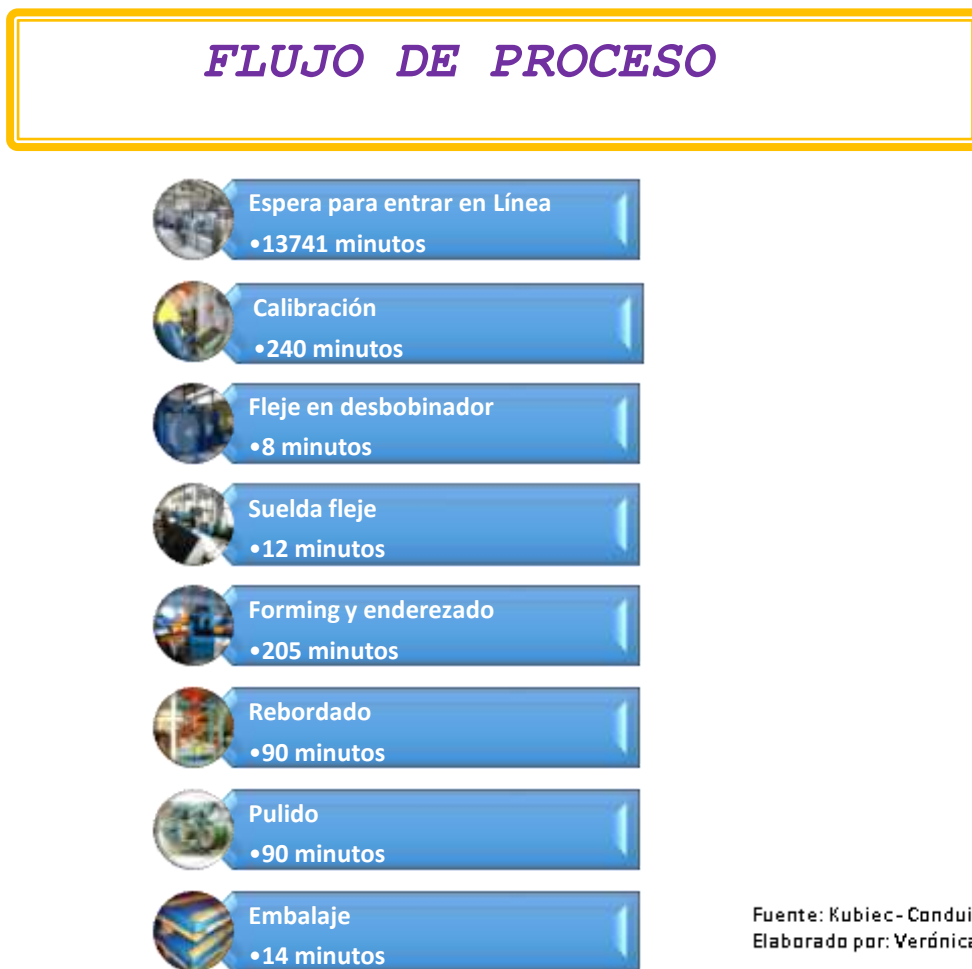 FLUJO DE PROCESO
Espera para entrar en Línea
•13741 minutos
Calibración
•240 minutos
Fleje en desbobinador
•8 minutos
Suelda fleje
•12 minutos
Forming y enderezado
•205 minutos
Rebordado
•90 minutos
Pulido
•90 minutos
Embalaje
•14 minutos
Fuente: Kubiec-Condui
Elaborado por: Verónica